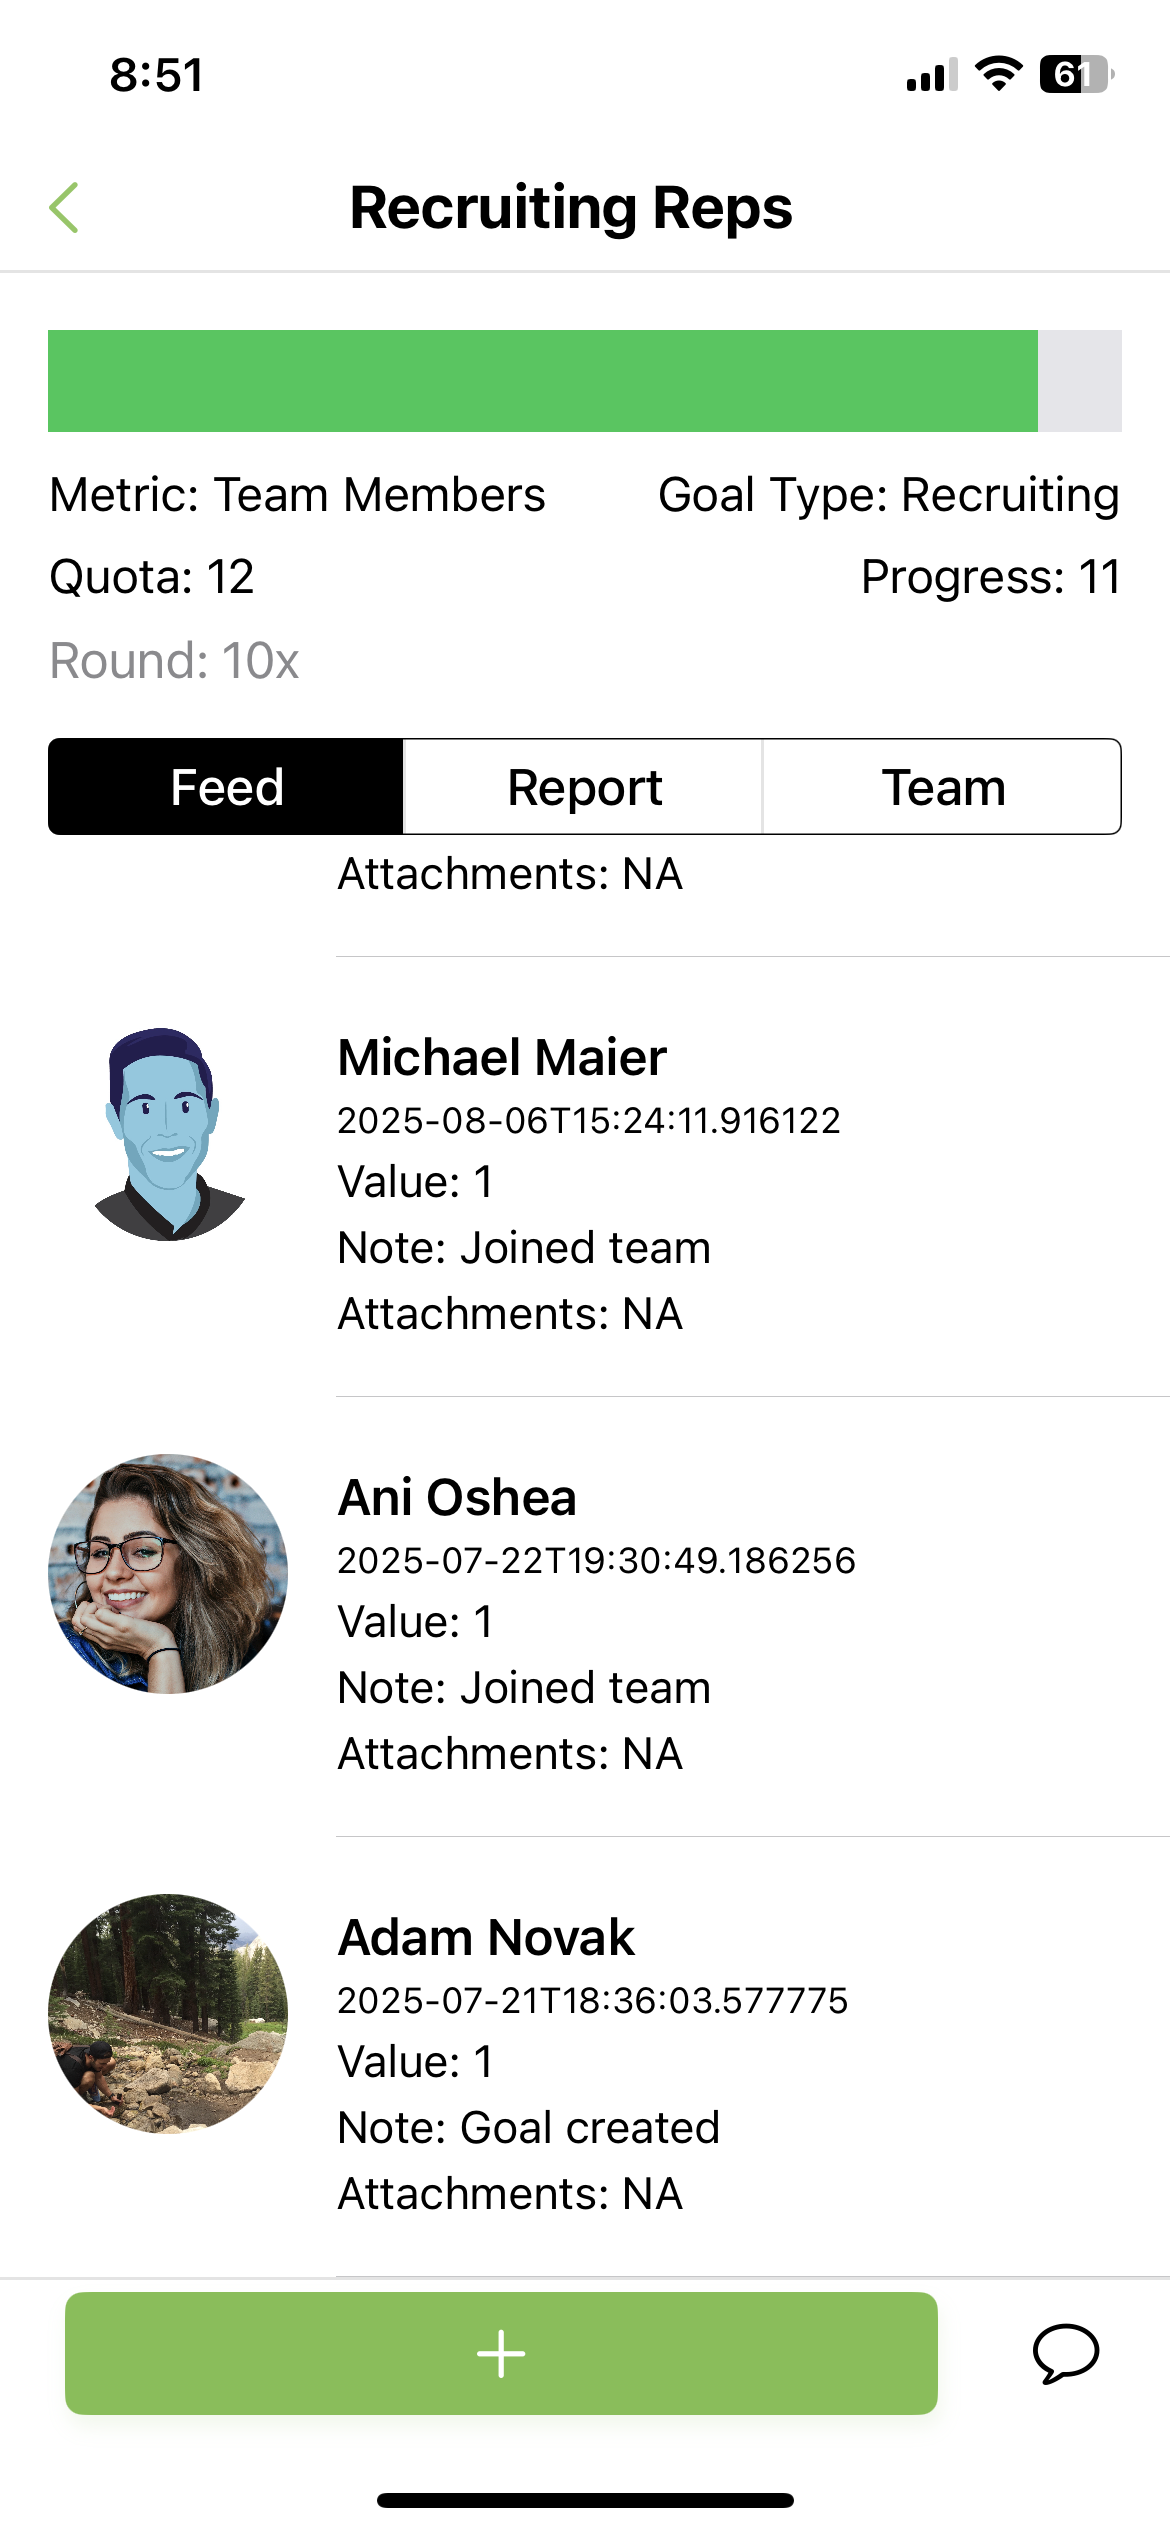 8:51
61
Recruiting Reps
Metric: Team Members
Goal Type: Recruiting
Quota: 12
Progress: 11
Round: 10x
Feed
Report
Team
Attachments: NA
Michael Maier
2025-08-06T15:24:11.916122
Value: 1
Note: Joined team
Attachments: NA
Ani Oshea
2025-07-22T19:30:49.186256
Value: 1
Note: Joined team
Attachments: NA
Adam Novak
2025-07-21T18:36:03.577775
Value: 1
Note: Goal created
Attachments: NA